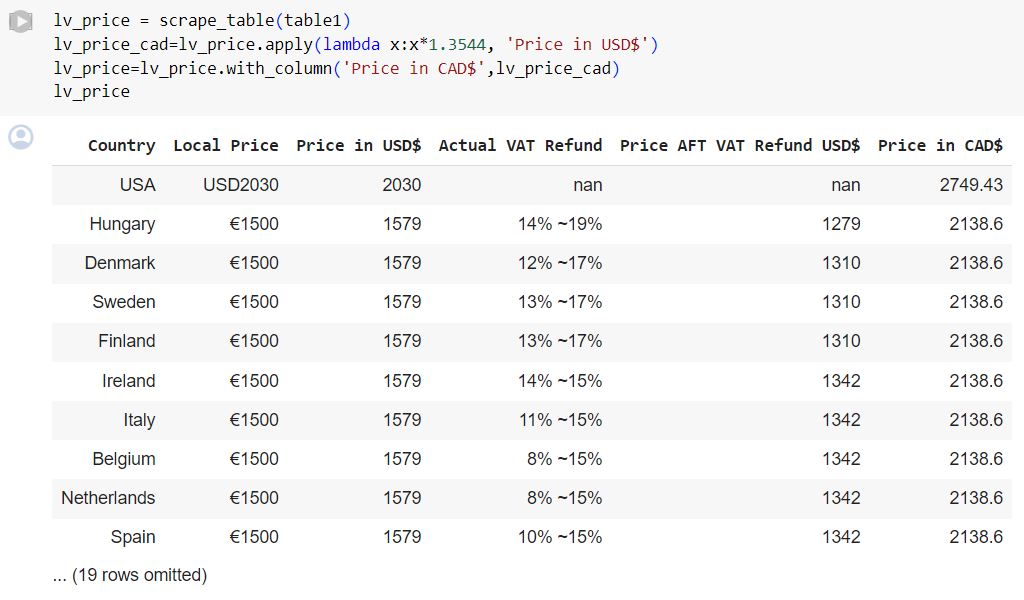 lv_price = scrape_table(table1)
lv_price_cad=lv_price.apply(lambda x:x*1.3544, 'Price in USD$')
lv_price=lv_price.with_column('Price in CAD$',lv_price_cad)
lv_price
Country Local Price Price in USD$ Actual VAT Refund Price AFT VAT Refund USD$ Price in CAD$
USA USD2030 2030 nan nan 2749.43
Hungary €1500 1579 14% ~19% 1279 2138.6
Denmark €1500 1579 12% ~17% 1310 2138.6
Sweden €1500 1579 13% ~17% 1310 2138.6
Finland €1500 1579 13% ~17% 1310 2138.6
Ireland €1500 1579 14% ~15% 1342 2138.6
Italy €1500 1579 11% ~15% 1342 2138.6
Belgium €1500 1579 8% ~15% 1342 2138.6
Netherlands €1500 1579 8% ~15% 1342 2138.6
Spain €1500 1579 10% ~15% 1342 2138.6
... (19 rows omitted)